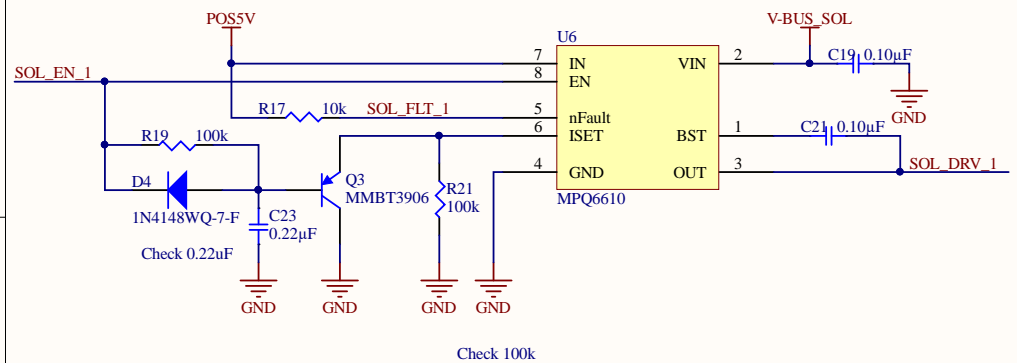 POS5V
V-BUS_SOL
U6
SOL_EN_1
7
IN
VIN
2
C19
0.10µF
8
EN
GND
R17
10k
SOL_FLT_1
5
nFault
6
ISET
BST
1
C21
0.10µF
R19
100k
4
GND
OUT
3
SOL_DRV_1
D4
Q3
MMBT3906
R21
100k
MPQ6610
1N4148WQ-7-F
C23
0.22µF
Check 0.22uF
GND
GND
GND
GND
Check 100k